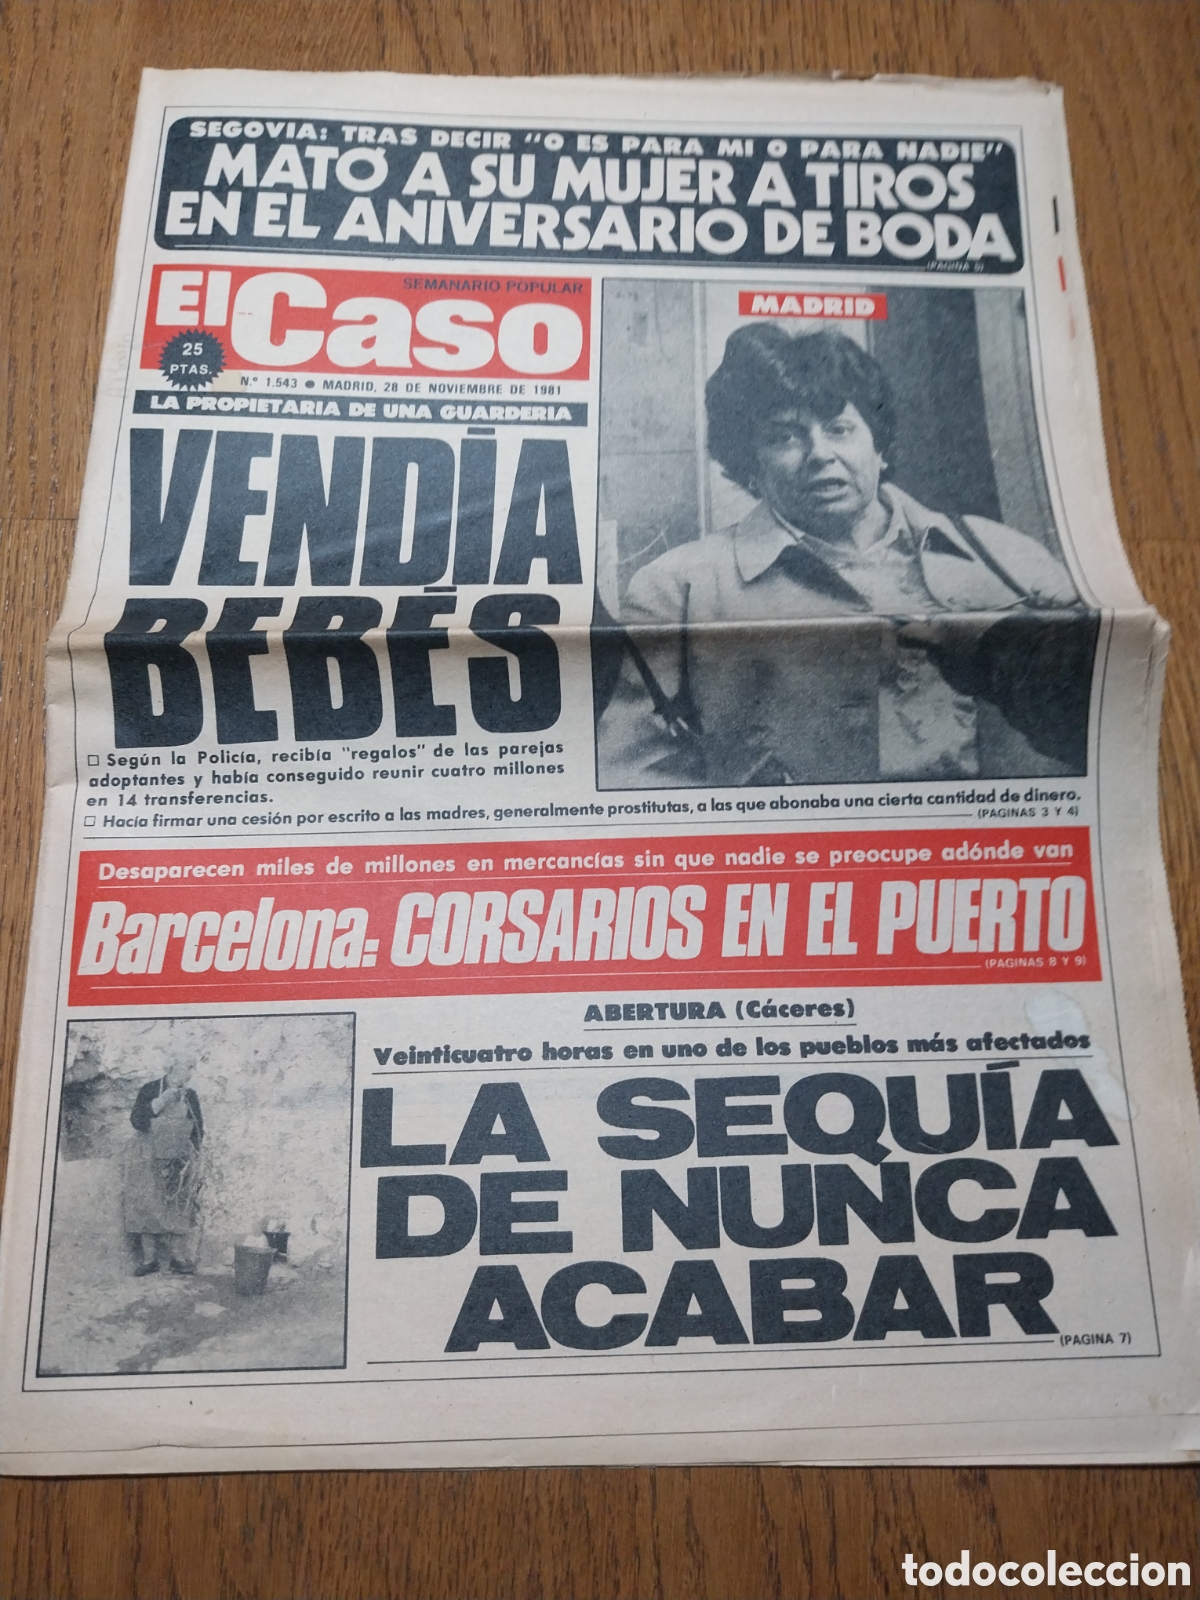 SEGOVIA: TRAS DECIR "O ES PARA MI O PARA NADIE"
MATÓ A SU MUJER A TIROS
EN EL ANIVERSARIO DE BODA
(PAGINA 5)
SEMANARIO POPULAR
El Caso
25
PTAS.
N.° 1.543 ● MADRID, 28 DE NOVIEMBRE DE 1981
MADRID
LA PROPIETARIA DE UNA GUARDERIA
VENDÍA
BEBÉS
□ Según la Policía, recibía "regalos" de las parejas
adoptantes y había conseguido reunir cuatro millones
en 14 transferencias.
□ Hacía firmar una cesión por escrito a las madres, generalmente prostitutas, a las que abonaba una cierta cantidad de dinero.
(PAGINAS 3 Y 4)
Desaparecen miles de millones en mercancías sin que nadie se preocupe adónde van
Barcelona: CORSARIOS EN EL PUERTO
(PAGINAS 8 Y 9)
ABERTURA (Cáceres)
Veinticuatro horas en uno de los pueblos más afectados
LA SEQUÍA
DE NUNCA
ACABAR
(PAGINA 7)
todocoleccion